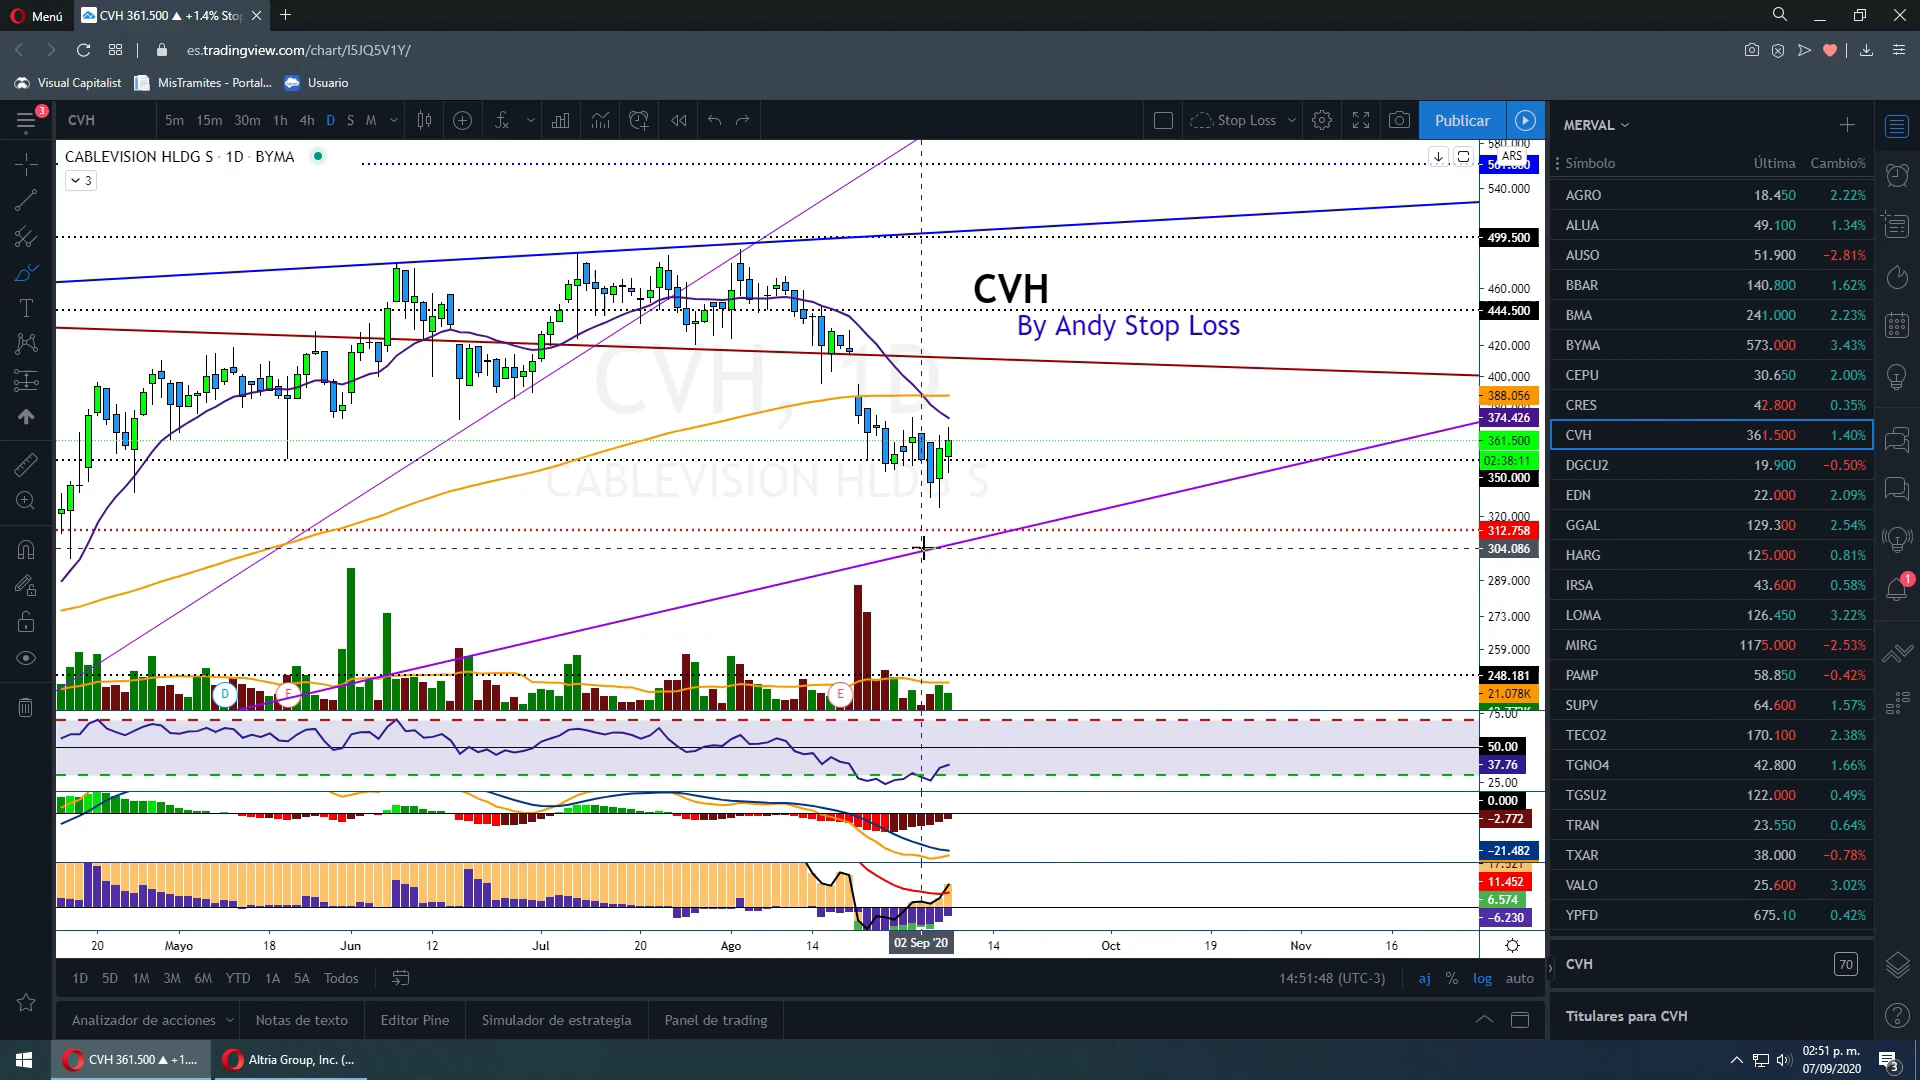 Menú
CVH 361.500 ▲ +1.4% Sto
es.tradingview.com/chart/I5JQ5V1Y/
Visual Capitalist
MisTramites - Portal...
Usuario
3
CVH
5m 15m 30m 1h 4h D S M
Stop Loss
Publicar
CABLEVISION HLDG S · 1D · BYMA
3
ARS
CVH
By Andy Stop Loss
CVH, 1D
CABLEVISION HLDG S
580.000
540.000
499.500
460.000
444.500
420.000
400.000
388.056
374.426
361.500
02:38:11
350.000
320.000
312.758
304.086
289.000
273.000
259.000
248.181
21.078K
D
E
E
75.00
50.00
37.76
25.00
0.000
−2.772
−21.482
17.521
11.452
6.574
−6.230
20 Mayo 18 Jun 12 Jul 20 Ago 14 02 Sep '20 14 Oct 19 Nov 16
1D 5D 1M 3M 6M YTD 1A 5A Todos
14:51:48 (UTC-3)
aj % log auto
Analizador de acciones
Notas de texto
Editor Pine
Simulador de estrategia
Panel de trading
MERVAL
Símbolo Última Cambio%
AGRO 18.450 2.22%
ALUA 49.100 1.34%
AUSO 51.900 −2.81%
BBAR 140.800 1.62%
BMA 241.000 2.23%
BYMA 573.000 3.43%
CEPU 30.650 2.00%
CRES 42.800 0.35%
CVH 361.500 1.40%
DGCU2 19.900 −0.50%
EDN 22.000 2.09%
GGAL 129.300 2.54%
HARG 125.000 0.81%
IRSA 43.600 0.58%
LOMA 126.450 3.22%
MIRG 1175.000 −2.53%
PAMP 58.850 −0.42%
SUPV 64.600 1.57%
TECO2 170.100 2.38%
TGNO4 42.800 1.66%
TGSU2 122.000 0.49%
TRAN 23.550 0.64%
TXAR 38.000 −0.78%
VALO 25.600 3.02%
YPFD 675.10 0.42%
CVH 70
Titulares para CVH
1
CVH 361.500 ▲ +1....
Altria Group, Inc. (...
02:51 p. m.
07/09/2020
3